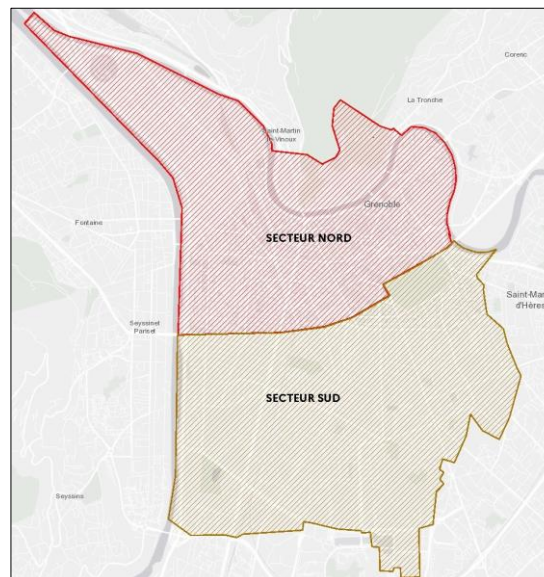 Corenc
La Tronche
Saint-Martin
le-Vinoux
Grenoble
Fontaine
SECTEUR NORD
Saint-Mar
d'Hères
Seyssinet
Pariset
SECTEUR SUD
Seyssins